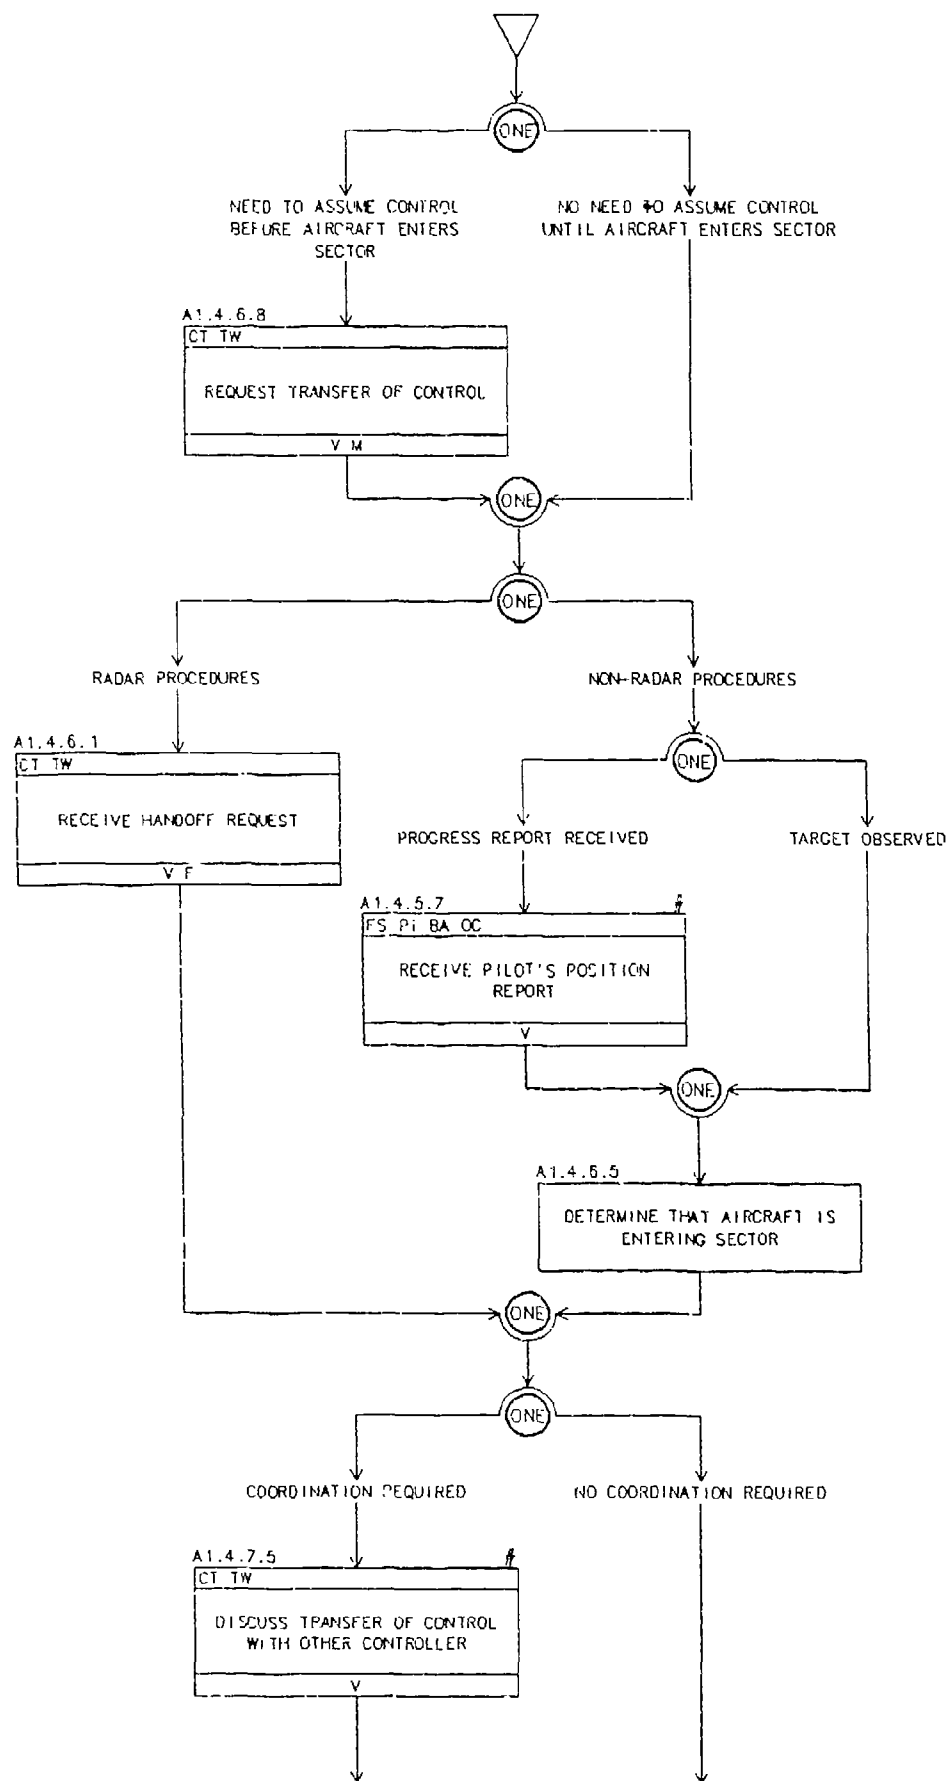 ONE
NEED TO ASSUME CONTROL
BEFORE AIRCRAFT ENTERS
SECTOR
NO NEED TO ASSUME CONTROL
UNTIL AIRCRAFT ENTERS SECTOR
A1.4.6.8
CT TW
REQUEST TRANSFER OF CONTROL
V M
ONE
ONE
RADAR PROCEDURES
NON-RADAR PROCEDURES
A1.4.6.1
CT TW
RECEIVE HANDOFF REQUEST
V F
ONE
PROGRESS REPORT RECEIVED
TARGET OBSERVED
A1.4.5.7 #
FS PI BA OC
RECEIVE PILOT'S POSITION
REPORT
V
ONE
A1.4.6.5
DETERMINE THAT AIRCRAFT IS
ENTERING SECTOR
ONE
ONE
COORDINATION REQUIRED
NO COORDINATION REQUIRED
A1.4.7.5 #
CT TW
DISCUSS TRANSFER OF CONTROL
WITH OTHER CONTROLLER
V